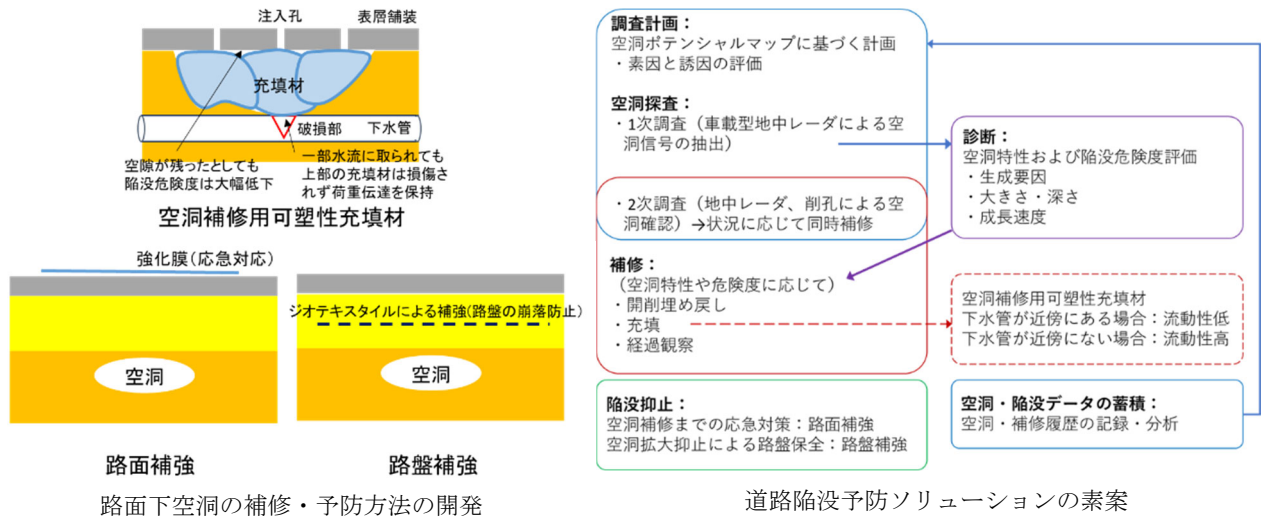 注入孔
表層舗装
充填材
破損部
下水管
空隙が残ったとしても
陥没危険度は大幅低下
一部水流に取られても
上部の充填材は損傷さ
れず荷重伝達を保持
空洞補修用可塑性充填材
強化膜(応急対応)
空洞
路面補強
ジオテキスタイルによる補強(路盤の崩落防止)
空洞
路盤補強
路面下空洞の補修・予防方法の開発
調査計画：
空洞ポテンシャルマップに基づく計画
・素因と誘因の評価
空洞探査：
・1次調査（車載型地中レーダによる空
洞信号の抽出）
・2次調査（地中レーダ、削孔による空
洞確認）→状況に応じて同時補修
補修：
（空洞特性や危険度に応じて）
・開削埋め戻し
・充填
・経過観察
診断：
空洞特性および陥没危険度評価
・生成要因
・大きさ・深さ
・成長速度
空洞補修用可塑性充填材
下水管が近傍にある場合：流動性低
下水管が近傍にない場合：流動性高
陥没抑止：
空洞補修までの応急対策：路面補強
空洞拡大抑止による路盤保全：路盤補強
空洞・陥没データの蓄積：
空洞・補修履歴の記録・分析
道路陥没予防ソリューションの素案